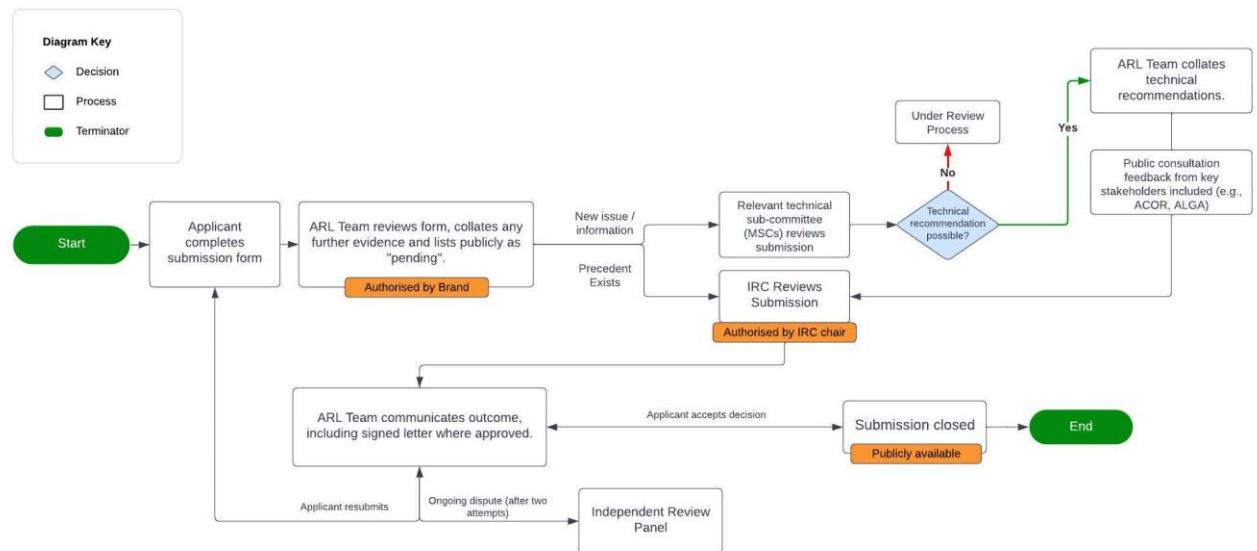 Diagram Key
Decision
Process
Terminator
Start
Applicant
completes
submission form
ARL Team reviews form, collates any
further evidence and lists publicly as
"pending".
Authorised by Brand
New issue /
information
Precedent
Exists
Relevant technical
sub-committee
(MSCs) reviews
submission
IRC Reviews
Submission
Authorised by IRC chair
Under Review
Process
No
Technical
recommendation
possible?
Yes
ARL Team collates
technical
recommendations.
Public consultation
feedback from key
stakeholders included (e.g.,
ACOR, ALGA)
ARL Team communicates outcome,
including signed letter where approved.
Applicant accepts decision
Submission closed
Publicly available
End
Applicant resubmits
Ongoing dispute (after two
attempts)
Independent Review
Panel